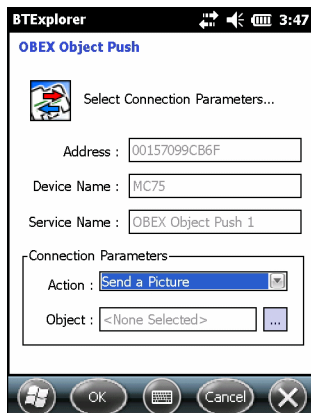 BTExplorer 3:47
OBEX Object Push
Select Connection Parameters...
Address : 00157099CB6F
Device Name : MC75
Service Name : OBEX Object Push 1
Connection Parameters
Action : Send a Picture
Object : <None Selected> ...
OK Cancel